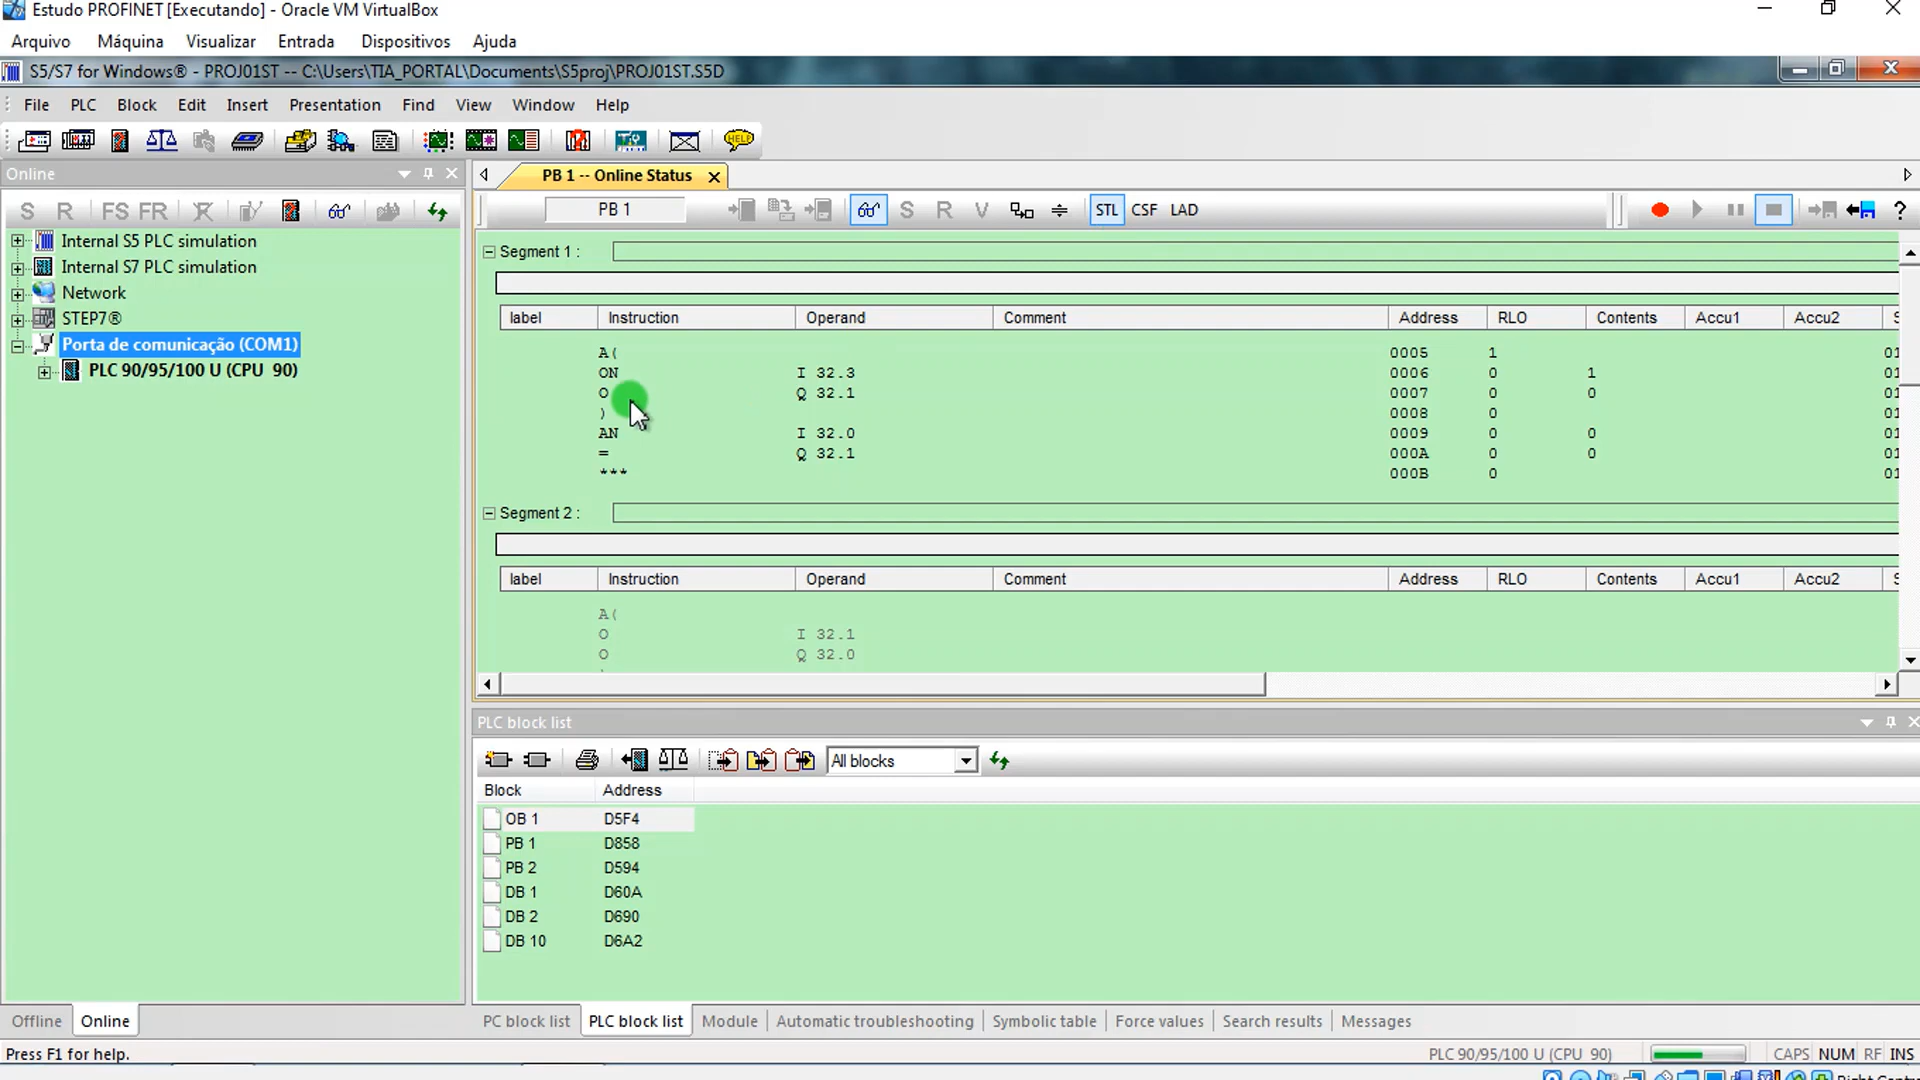 Estudo PROFINET [Executando] - Oracle VM VirtualBox
Arquivo Máquina Visualizar Entrada Dispositivos Ajuda
S5/S7 for Windows® - PROJ01ST -- C:\Users\TIA_PORTAL\Documents\S5proj\PROJ01ST.S5D
File PLC Block Edit Insert Presentation Find View Window Help
HELP
Online
PB 1 -- Online Status
S R FS FR
PB 1 S R V STL CSF LAD ?
Internal S5 PLC simulation
Internal S7 PLC simulation
Network
STEP7®
Porta de comunicação (COM1)
PLC 90/95/100 U (CPU 90)
Segment 1 :
label Instruction Operand Comment Address RLO Contents Accu1 Accu2 S
A( 0005 1 01
ON I 32.3 0006 0 1 01
O Q 32.1 0007 0 0 01
) 0008 0 01
AN I 32.0 0009 0 0 01
= Q 32.1 000A 0 0 01
*** 000B 0 01
Segment 2 :
label Instruction Operand Comment Address RLO Contents Accu1 Accu2 S
A(
O I 32.1
O Q 32.0
PLC block list
All blocks
Block Address
OB 1 D5F4
PB 1 D858
PB 2 D594
DB 1 D60A
DB 2 D690
DB 10 D6A2
Offline Online
PC block list PLC block list Module Automatic troubleshooting Symbolic table Force values Search results Messages
Press F1 for help.
PLC 90/95/100 U (CPU 90) CAPS NUM RF INS